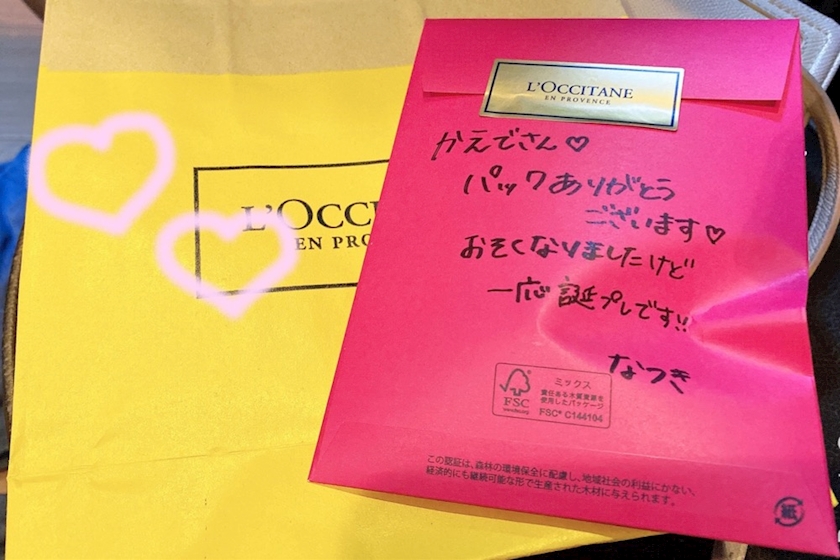 L'OCCI
EN PRO
L'OCCITANE
EN PROVENCE
かえでさん♡
パックありがとう
ございます♡
おそくなりましたけど
一応誕プレです!!
なつき
FSC
www.fsc.org
ミックス
責任ある木質資源を
使用したパッケージ
FSC® C144104
この認証は、森林の環境保全に配慮し、地域社会の利益にかない、
経済的にも継続可能な形で生産された木材に与えられます。
紙